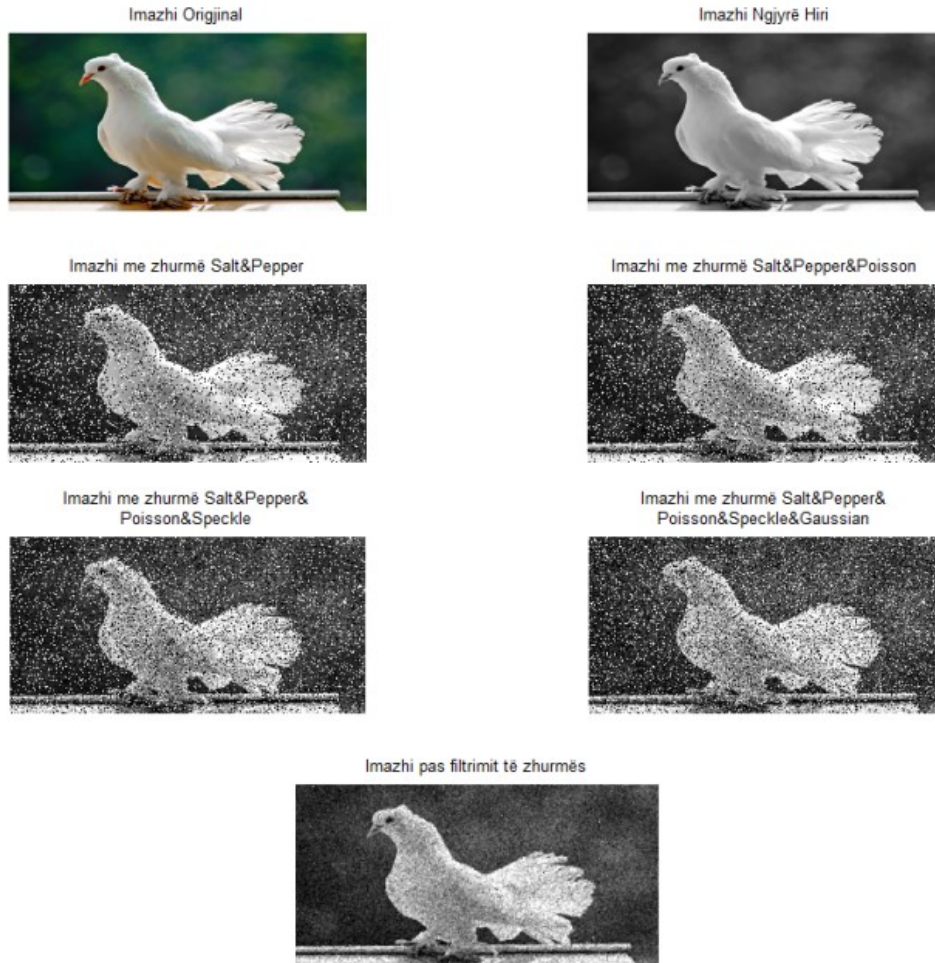 Imazhi Origjinal
Imazhi Ngjyrë Hiri
Imazhi me zhurmë Salt&Pepper
Imazhi me zhurmë Salt&Pepper&Poisson
Imazhi me zhurmë Salt&Pepper&
Poisson&Speckle
Imazhi me zhurmë Salt&Pepper&
Poisson&Speckle&Gaussian
Imazhi pas filtrimit të zhurmës